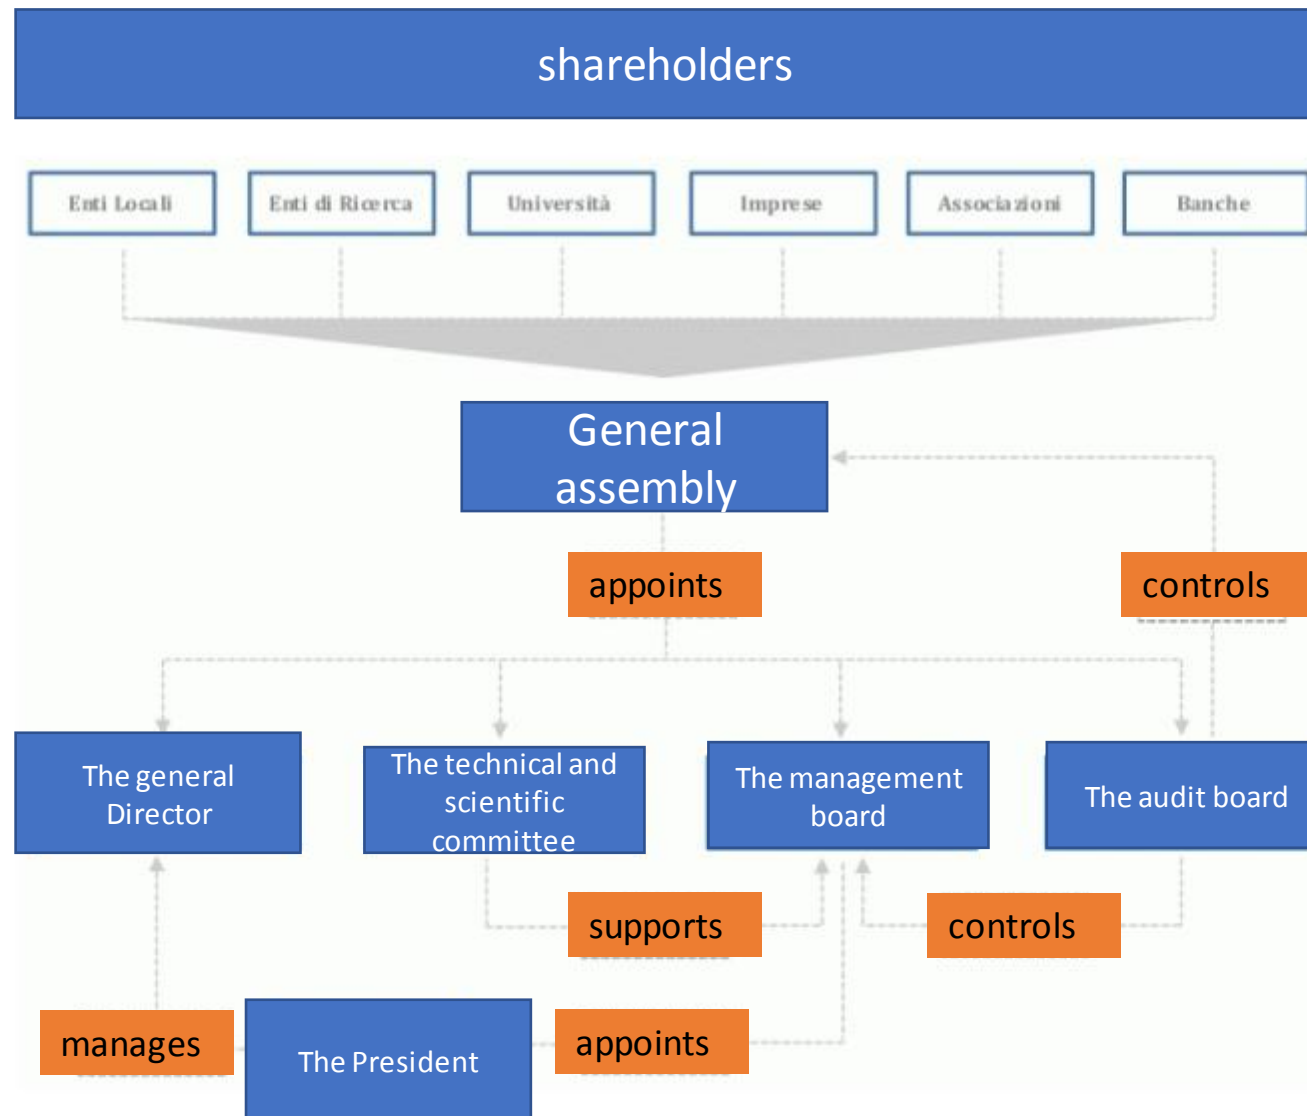 shareholders
Enti Locali
Enti di Ricerca
Università
Imprese
Associazioni
Banche
General
assembly
appoints
controls
The general
Director
The technical and
scientific
committee
The management
board
The audit board
supports
controls
manages
The President
appoints